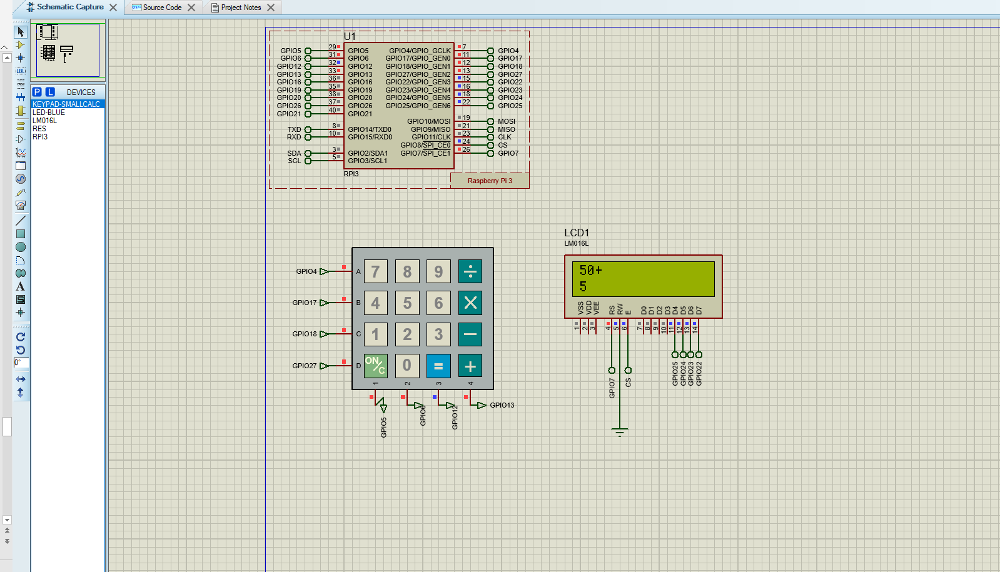 Schematic Capture
Source Code
Project Notes
P L DEVICES
KEYPAD-SMALLCALC
LED-BLUE
LM016L
RES
RPI3
LBL
A
S
0°
U1
GPIO5 29 GPIO5 GPIO4/GPIO_GCLK 7 GPIO4
GPIO6 31 GPIO6 GPIO17/GPIO_GEN0 11 GPIO17
GPIO12 32 GPIO12 GPIO18/GPIO_GEN1 12 GPIO18
GPIO13 33 GPIO13 GPIO27/GPIO_GEN2 13 GPIO27
GPIO16 36 GPIO16 GPIO22/GPIO_GEN3 15 GPIO22
GPIO19 35 GPIO19 GPIO23/GPIO_GEN4 16 GPIO23
GPIO20 38 GPIO20 GPIO24/GPIO_GEN5 18 GPIO24
GPIO26 37 GPIO26 GPIO25/GPIO_GEN6 22 GPIO25
GPIO21 40 GPIO21
GPIO10/MOSI 19 MOSI
TXD 8 GPIO14/TXD0 GPIO9/MISO 21 MISO
RXD 10 GPIO15/RXD0 GPIO11/CLK 23 CLK
GPIO8/SPI_CE0 24 CS
SDA 3 GPIO2/SDA1 GPIO7/SPI_CE1 26 GPIO7
SCL 5 GPIO3/SCL1
RPI3
Raspberry Pi 3
GPIO4 A 7 8 9 ÷
GPIO17 B 4 5 6 ×
GPIO18 C 1 2 3 −
GPIO27 D ON/C 0 = +
1 2 3 4
GPIO5 GPIO6 GPIO12 GPIO13
LCD1
LM016L
50+
5
VSS VDD VEE RS RW E D0 D1 D2 D3 D4 D5 D6 D7
1 2 3 4 5 6 7 8 9 10 11 12 13 14
GPIO7 CS GPIO25 GPIO24 GPIO23 GPIO22